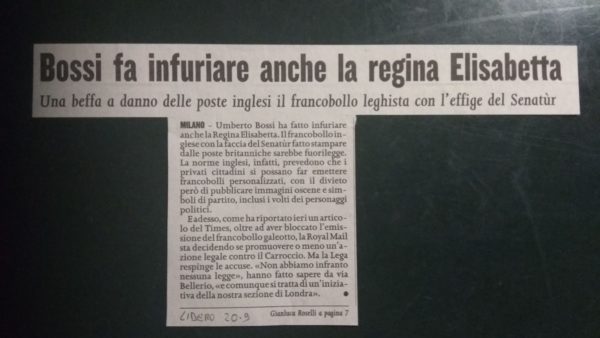 Bossi fa infuriare anche la regina Elisabetta
Una beffa a danno delle poste inglesi il francobollo leghista con l'effige del Senatùr
MILANO - Umberto Bossi ha fatto infuriare
anche la Regina Elisabetta. Il francobollo in-
glese con la faccia del Senatùr fatto stampare
dalle poste britanniche sarebbe fuorilegge.
La norme inglesi, infatti, prevedono che i
privati cittadini si possano far emettere
francobolli personalizzati, con il divieto
però di pubblicare immagini oscene e sim-
boli di partito, inclusi i volti dei personaggi
politici.
E adesso, come ha riportato ieri un artico-
lo del Times, oltre ad aver bloccato l'emis-
sione del francobollo galeotto, la Royal Mail
sta decidendo se promuovere o meno un'a-
zione legale contro il Carroccio. Ma la Lega
respinge le accuse. «Non abbiamo infranto
nessuna legge», hanno fatto sapere da via
Bellerio, «e comunque si tratta di un'inizia-
tiva della nostra sezione di Londra».
LIBERO 20-9
Gianluca Roselli a pagina 7